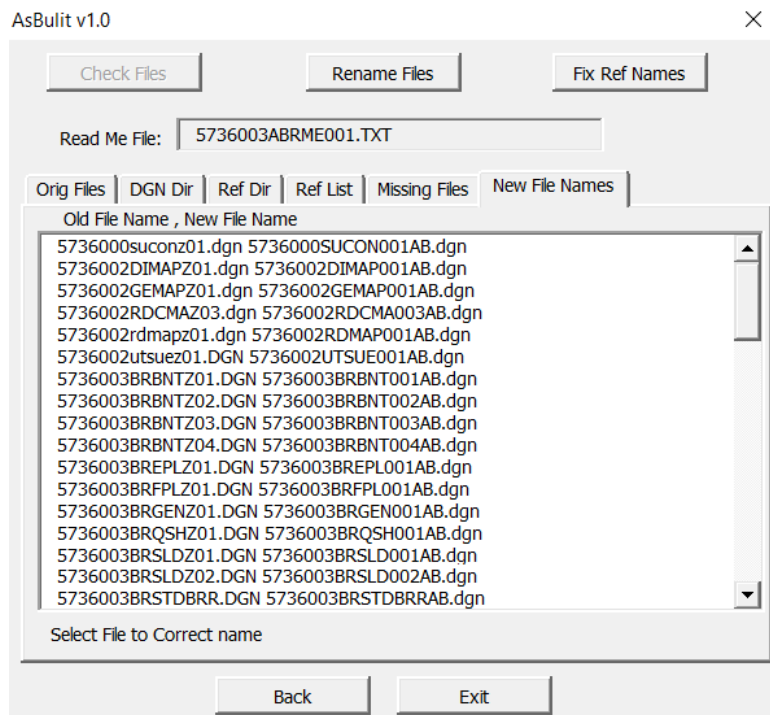 AsBulit v1.0
Check Files Rename Files Fix Ref Names
Read Me File: 5736003ABRME001.TXT
Orig Files DGN Dir Ref Dir Ref List Missing Files New File Names
Old File Name , New File Name
5736000suconz01.dgn 5736000SUCON001AB.dgn
5736002DIMAPZ01.dgn 5736002DIMAP001AB.dgn
5736002GEMAPZ01.dgn 5736002GEMAP001AB.dgn
5736002RDCMAZ03.dgn 5736002RDCMA003AB.dgn
5736002rdmapz01.dgn 5736002RDMAP001AB.dgn
5736002utsuez01.DGN 5736002UTSUE001AB.dgn
5736003BRBNTZ01.DGN 5736003BRBNT001AB.dgn
5736003BRBNTZ02.DGN 5736003BRBNT002AB.dgn
5736003BRBNTZ03.DGN 5736003BRBNT003AB.dgn
5736003BRBNTZ04.DGN 5736003BRBNT004AB.dgn
5736003BREPLZ01.DGN 5736003BREPL001AB.dgn
5736003BRFPLZ01.DGN 5736003BRFPL001AB.dgn
5736003BRGENZ01.DGN 5736003BRGEN001AB.dgn
5736003BRQSHZ01.DGN 5736003BRQSH001AB.dgn
5736003BRSLDZ01.DGN 5736003BRSLD001AB.dgn
5736003BRSLDZ02.DGN 5736003BRSLD002AB.dgn
5736003BRSTDBRR.DGN 5736003BRSTDBRRAB.dgn
Select File to Correct name
Back Exit